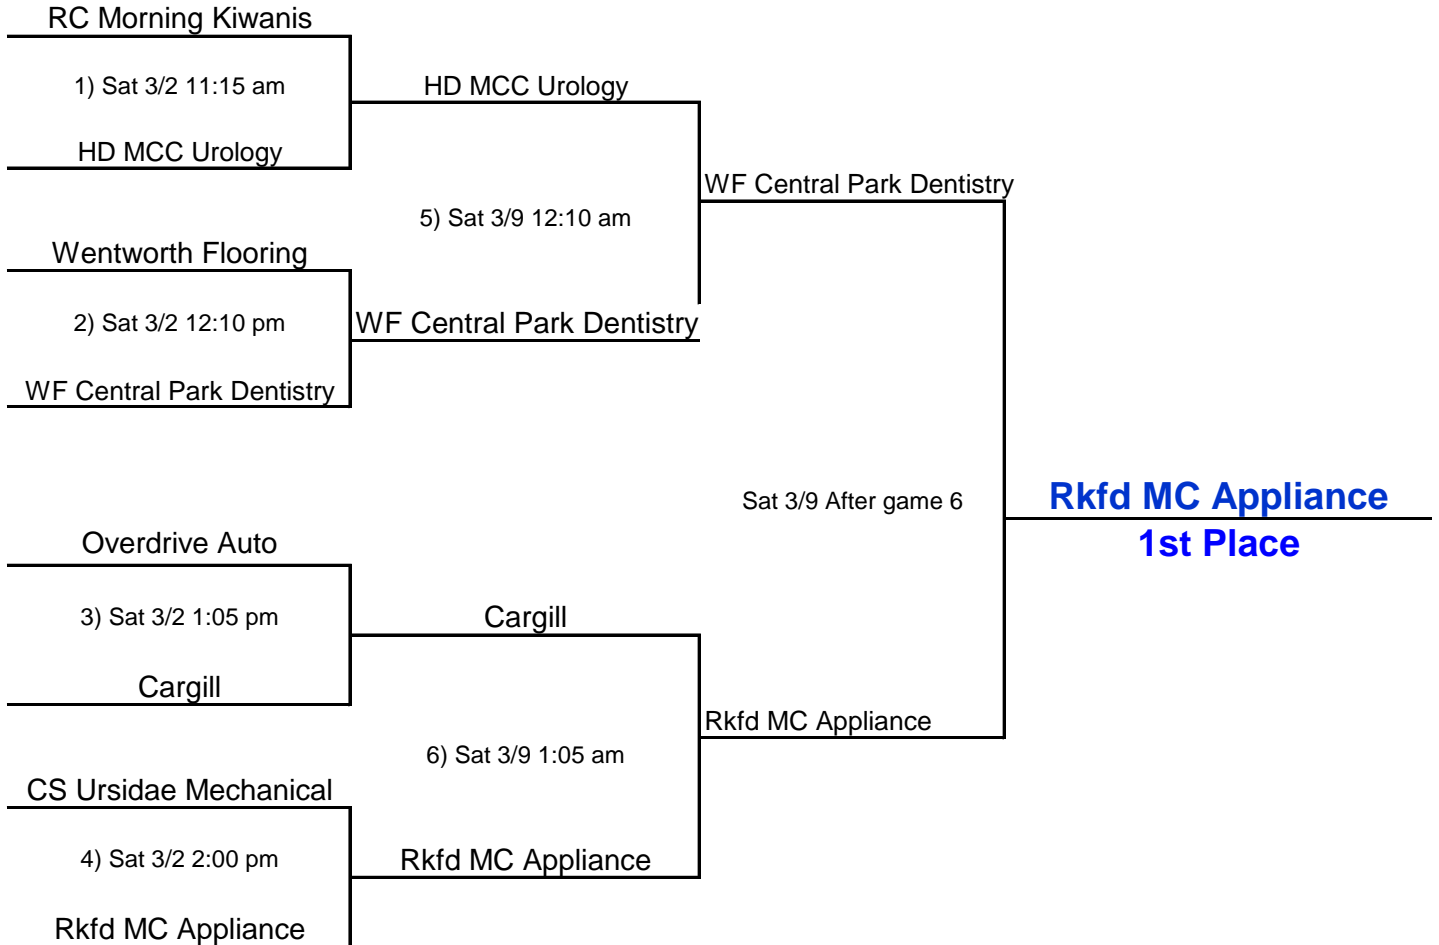 RC Morning Kiwanis
1) Sat 3/2 11:15 am
HD MCC Urology
HD MCC Urology
WF Central Park Dentistry
5) Sat 3/9 12:10 am
Wentworth Flooring
2) Sat 3/2 12:10 pm
WF Central Park Dentistry
WF Central Park Dentistry
Sat 3/9 After game 6
Rkfd MC Appliance
1st Place
Overdrive Auto
3) Sat 3/2 1:05 pm
Cargill
Cargill
Rkfd MC Appliance
6) Sat 3/9 1:05 am
CS Ursidae Mechanical
4) Sat 3/2 2:00 pm
Rkfd MC Appliance
Rkfd MC Appliance